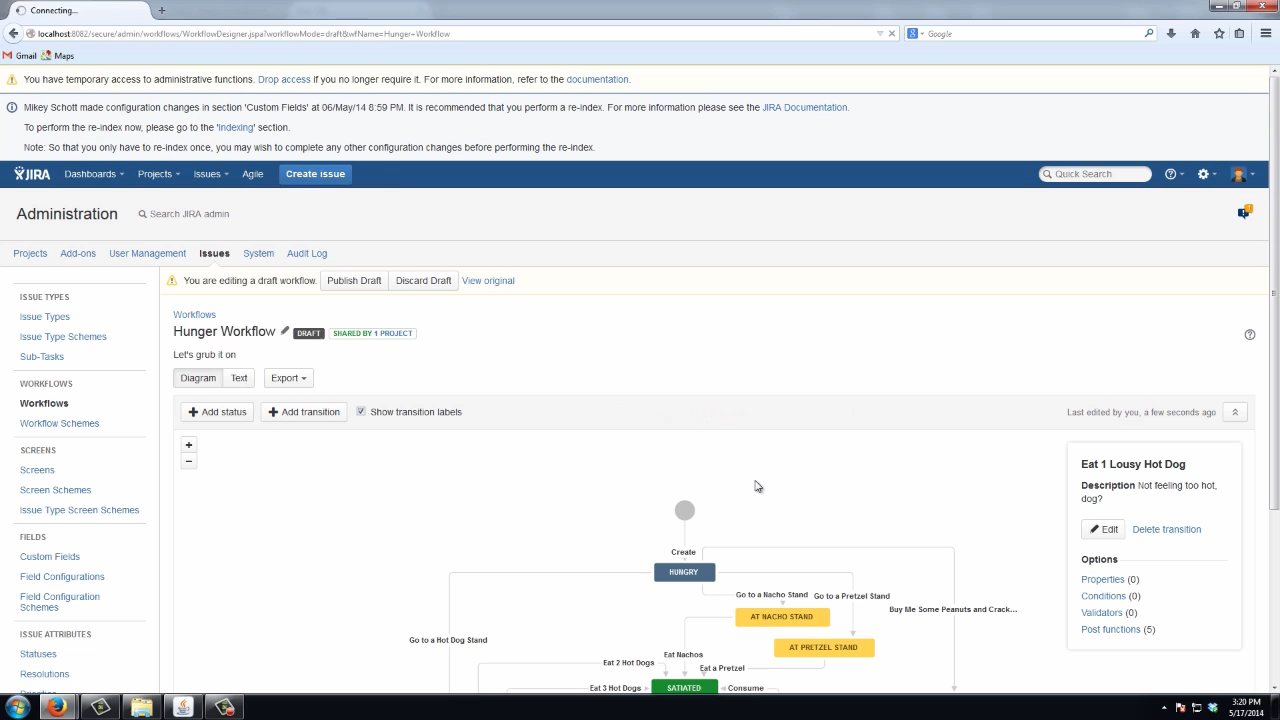 Connecting...
localhost:8082/secure/admin/workflows/WorkflowDesigner.jspa?workflowMode=draft&wfName=Hunger+Workflow
Google
Gmail Maps
You have temporary access to administrative functions. Drop access if you no longer require it. For more information, refer to the documentation.
Mikey Schott made configuration changes in section 'Custom Fields' at 06/May/14 8:59 PM. It is recommended that you perform a re-index. For more information please see the JIRA Documentation.
To perform the re-index now, please go to the 'Indexing' section.
Note: So that you only have to re-index once, you may wish to complete any other configuration changes before performing the re-index.
JIRA Dashboards Projects Issues Agile Create issue Quick Search
Administration Search JIRA admin
Projects Add-ons User Management Issues System Audit Log
You are editing a draft workflow. Publish Draft Discard Draft View original
ISSUE TYPES
Issue Types
Issue Type Schemes
Sub-Tasks
WORKFLOWS
Workflows
Workflow Schemes
SCREENS
Screens
Screen Schemes
Issue Type Screen Schemes
FIELDS
Custom Fields
Field Configurations
Field Configuration
Schemes
ISSUE ATTRIBUTES
Statuses
Resolutions
Workflows
Hunger Workflow DRAFT SHARED BY 1 PROJECT
Let's grub it on
Diagram Text Export
Add status Add transition Show transition labels Last edited by you, a few seconds ago
+
−
Create
HUNGRY
Go to a Nacho Stand Go to a Pretzel Stand
Buy Me Some Peanuts and Crack...
AT NACHO STAND
Go to a Hot Dog Stand
AT PRETZEL STAND
Eat Nachos
Eat 2 Hot Dogs
Eat a Pretzel
Eat 3 Hot Dogs SATIATED Consume
Eat 1 Lousy Hot Dog
Description Not feeling too hot,
dog?
Edit Delete transition
Options
Properties (0)
Conditions (0)
Validators (0)
Post functions (5)
3:20 PM
5/17/2014